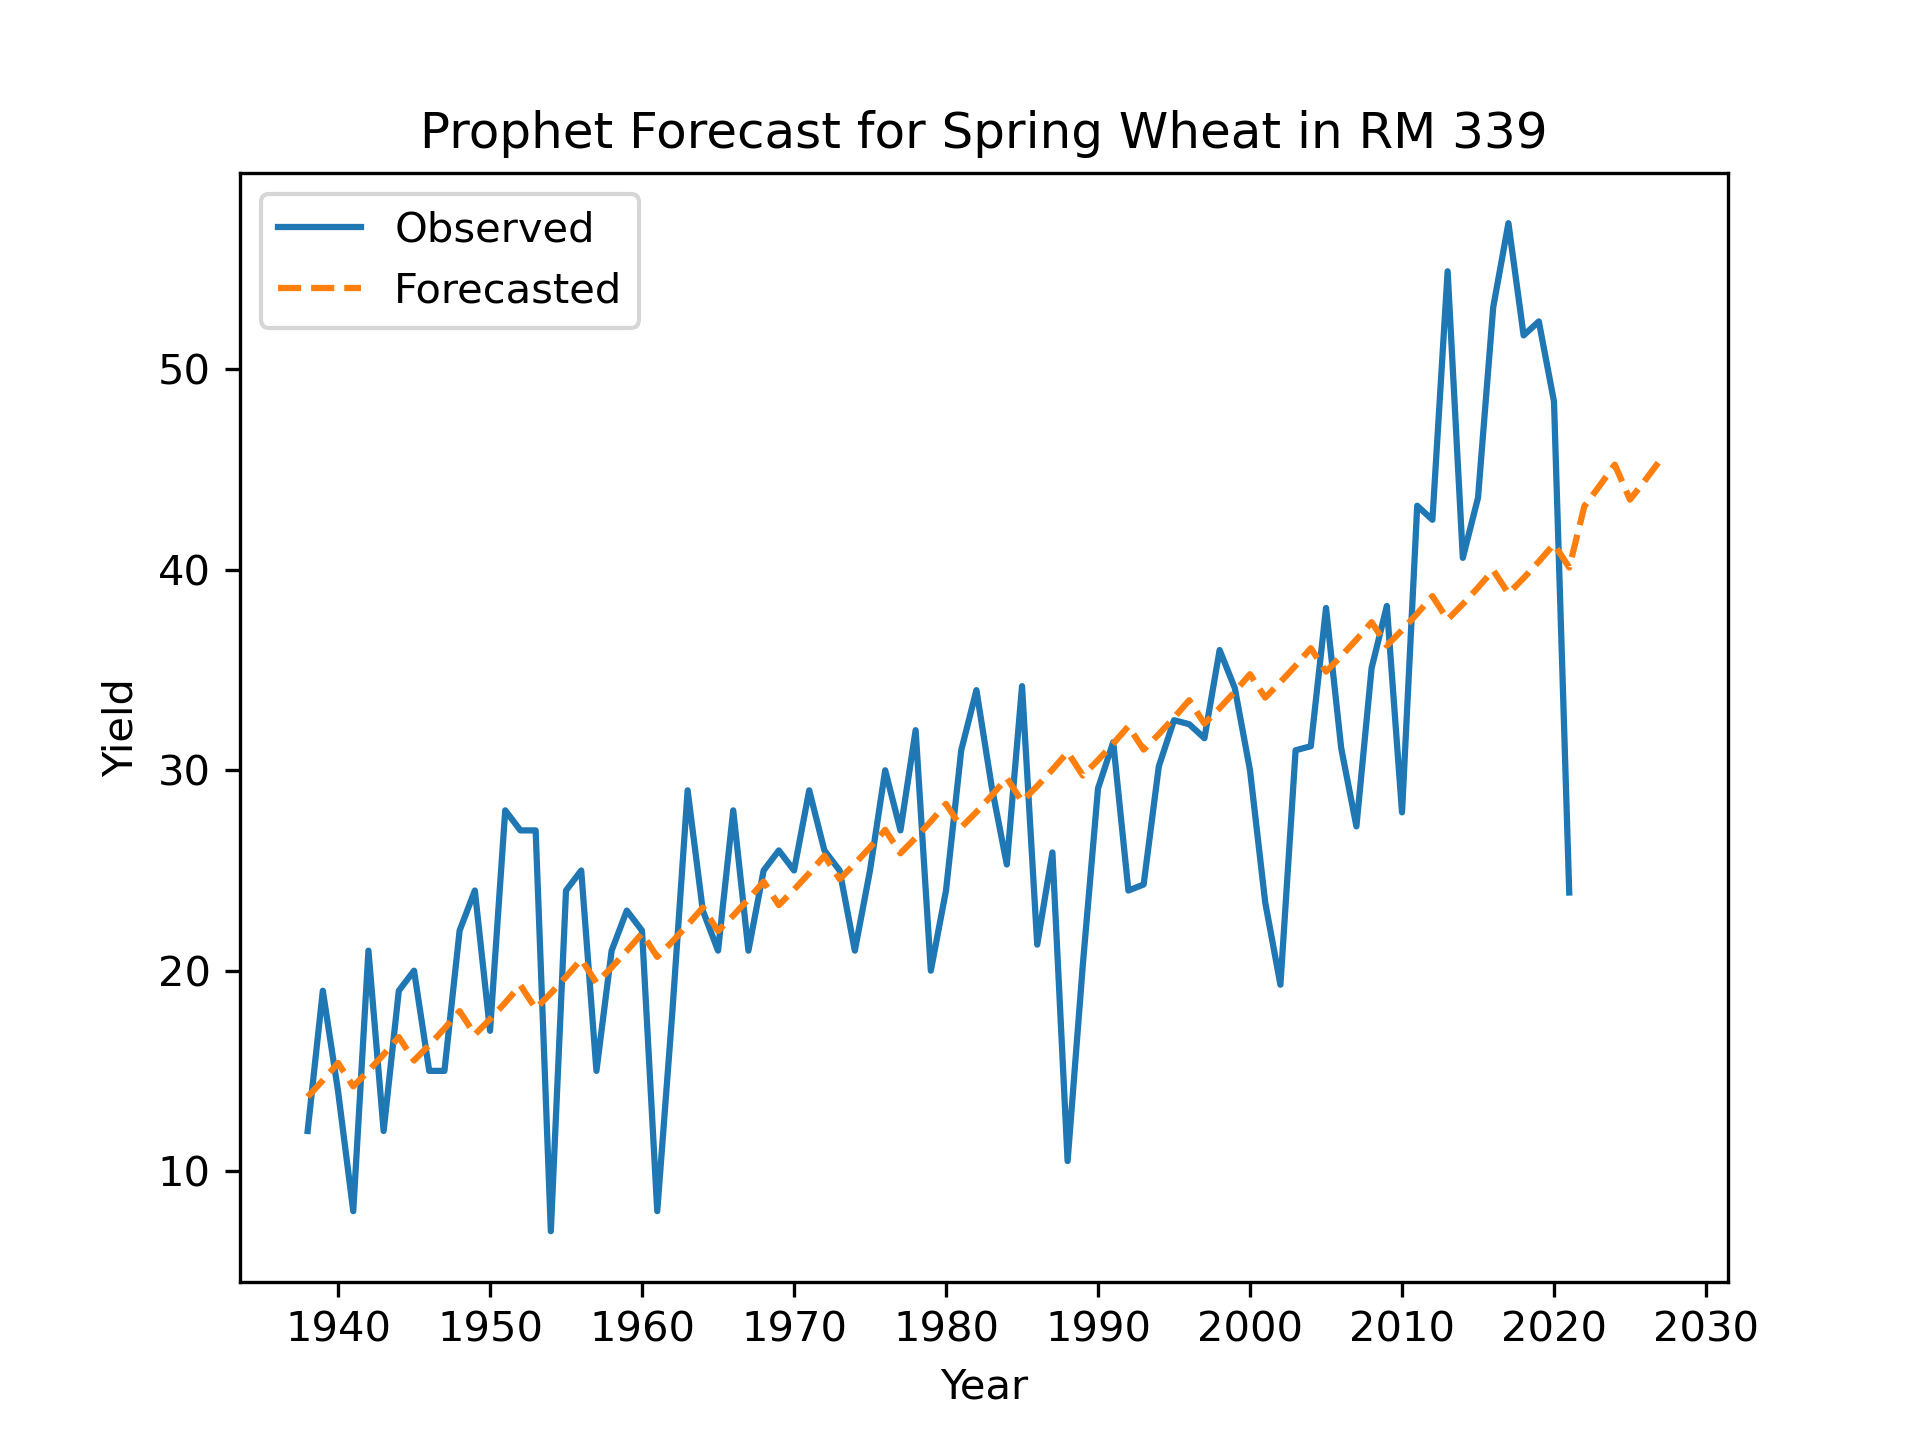 Prophet Forecast for Spring Wheat in RM 339
Observed
Forecasted
50
40
30
20
10
Yield
1940 1950 1960 1970 1980 1990 2000 2010 2020 2030
Year